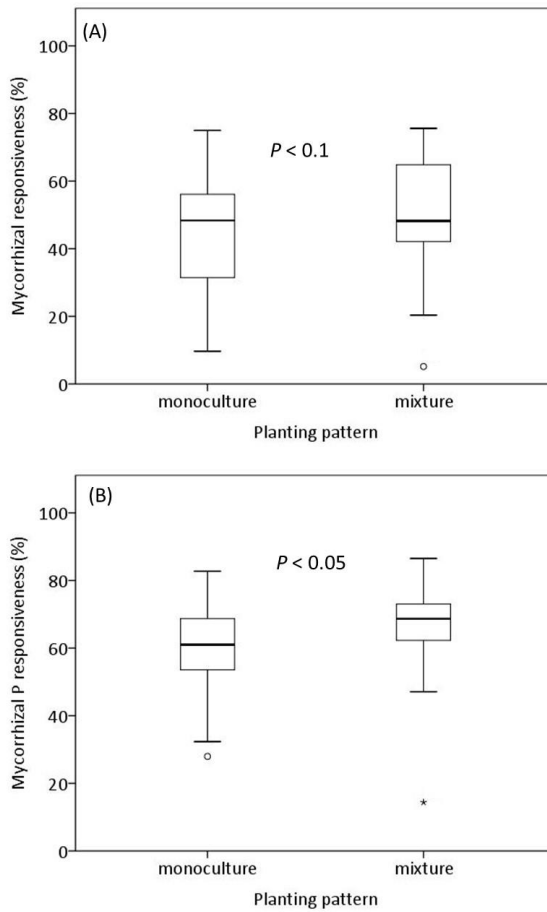 (A)
100
80
60
40
20
0
Mycorrhizal responsiveness (%)
P < 0.1
monoculture mixture
Planting pattern
(B)
100
80
60
40
20
0
Mycorrhizal P responsiveness (%)
P < 0.05
monoculture mixture
Planting pattern